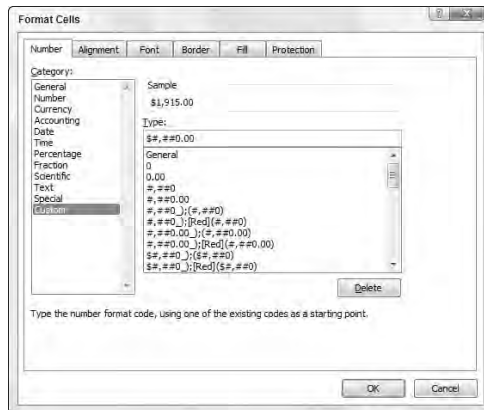 Format Cells
Number Alignment Font Border Fill Protection
Category:
General
Number
Currency
Accounting
Date
Time
Percentage
Fraction
Scientific
Text
Special
Custom
Sample
$1,915.00
Type:
$#,##0.00
General
0
0.00
#,##0
#,##0.00
#,##0_);(#,##0)
#,##0_);[Red](#,##0)
#,##0.00_);(#,##0.00)
#,##0.00_);[Red](#,##0.00)
$#,##0_);($#,##0)
$#,##0_);[Red]($#,##0)
Delete
Type the number format code, using one of the existing codes as a starting point.
OK Cancel